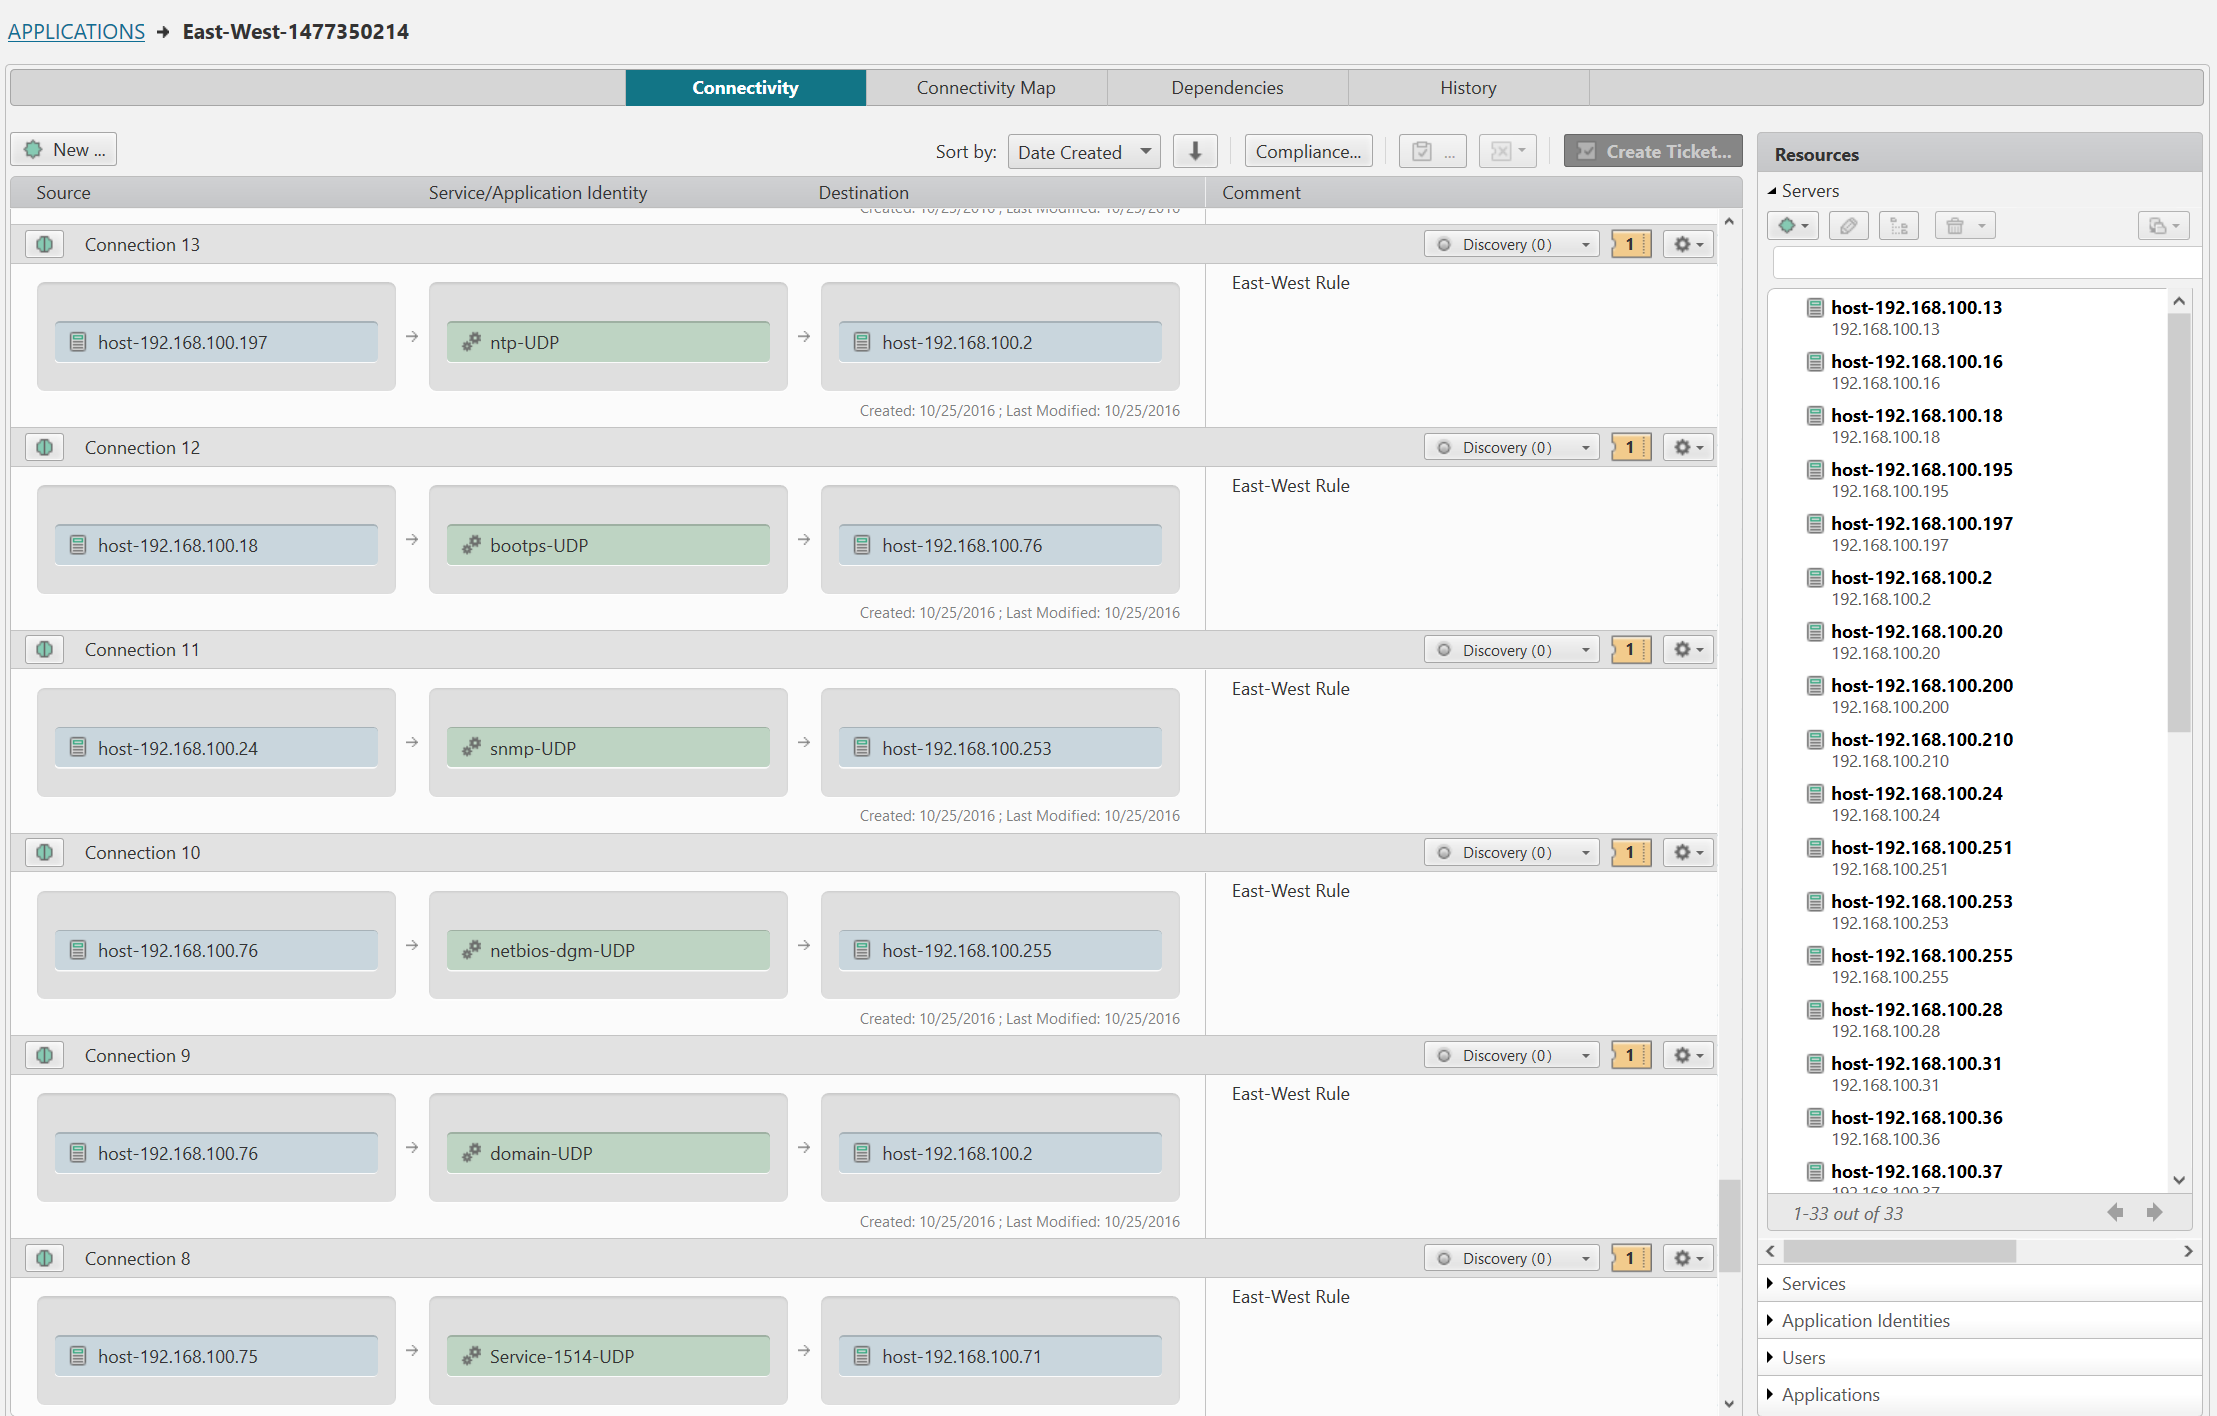 APPLICATIONS → East-West-1477350214
Connectivity
Connectivity Map
Dependencies
History
New ...
Sort by:
Date Created
Compliance...
...
Create Ticket...
Source
Service/Application Identity
Destination
Comment
Created: 10/25/2016 ; Last Modified: 10/25/2016
Connection 13
Discovery (0)
1
host-192.168.100.197
ntp-UDP
host-192.168.100.2
East-West Rule
Created: 10/25/2016 ; Last Modified: 10/25/2016
Connection 12
Discovery (0)
1
host-192.168.100.18
bootps-UDP
host-192.168.100.76
East-West Rule
Created: 10/25/2016 ; Last Modified: 10/25/2016
Connection 11
Discovery (0)
1
host-192.168.100.24
snmp-UDP
host-192.168.100.253
East-West Rule
Created: 10/25/2016 ; Last Modified: 10/25/2016
Connection 10
Discovery (0)
1
host-192.168.100.76
netbios-dgm-UDP
host-192.168.100.255
East-West Rule
Created: 10/25/2016 ; Last Modified: 10/25/2016
Connection 9
Discovery (0)
1
host-192.168.100.76
domain-UDP
host-192.168.100.2
East-West Rule
Created: 10/25/2016 ; Last Modified: 10/25/2016
Connection 8
Discovery (0)
1
host-192.168.100.75
Service-1514-UDP
host-192.168.100.71
East-West Rule
Resources
Servers
host-192.168.100.13
192.168.100.13
host-192.168.100.16
192.168.100.16
host-192.168.100.18
192.168.100.18
host-192.168.100.195
192.168.100.195
host-192.168.100.197
192.168.100.197
host-192.168.100.2
192.168.100.2
host-192.168.100.20
192.168.100.20
host-192.168.100.200
192.168.100.200
host-192.168.100.210
192.168.100.210
host-192.168.100.24
192.168.100.24
host-192.168.100.251
192.168.100.251
host-192.168.100.253
192.168.100.253
host-192.168.100.255
192.168.100.255
host-192.168.100.28
192.168.100.28
host-192.168.100.31
192.168.100.31
host-192.168.100.36
192.168.100.36
host-192.168.100.37
192.168.100.37
1-33 out of 33
Services
Application Identities
Users
Applications